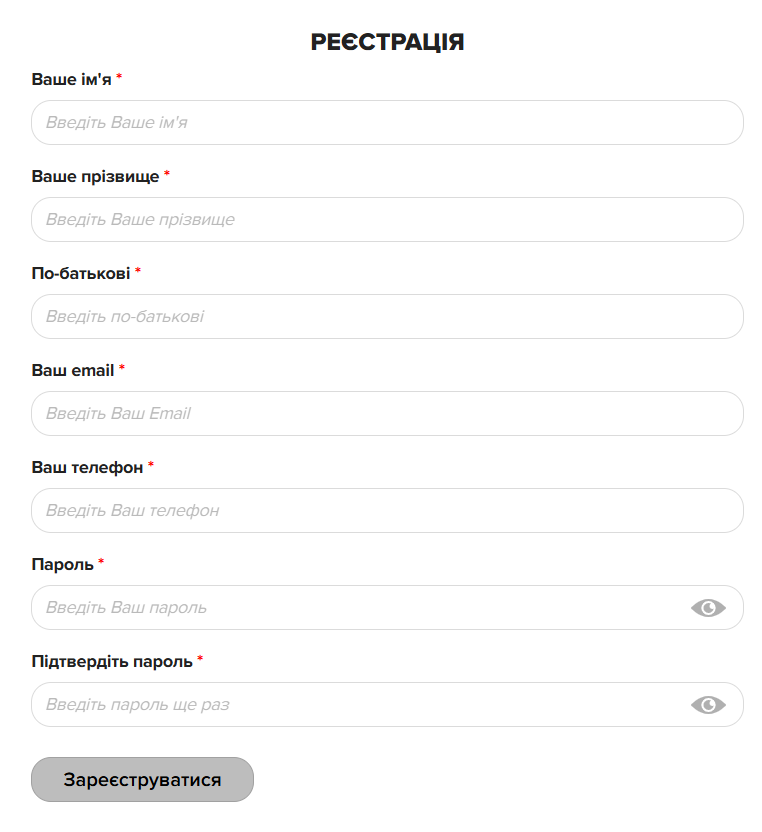 РЕЄСТРАЦІЯ
Ваше ім'я *
Введіть Ваше ім'я
Ваше прізвище *
Введіть Ваше прізвище
По-батькові *
Введіть по-батькові
Ваш email *
Введіть Ваш Email
Ваш телефон *
Введіть Ваш телефон
Пароль *
Введіть Ваш пароль
Підтвердіть пароль *
Введіть пароль ще раз
Зареєструватися